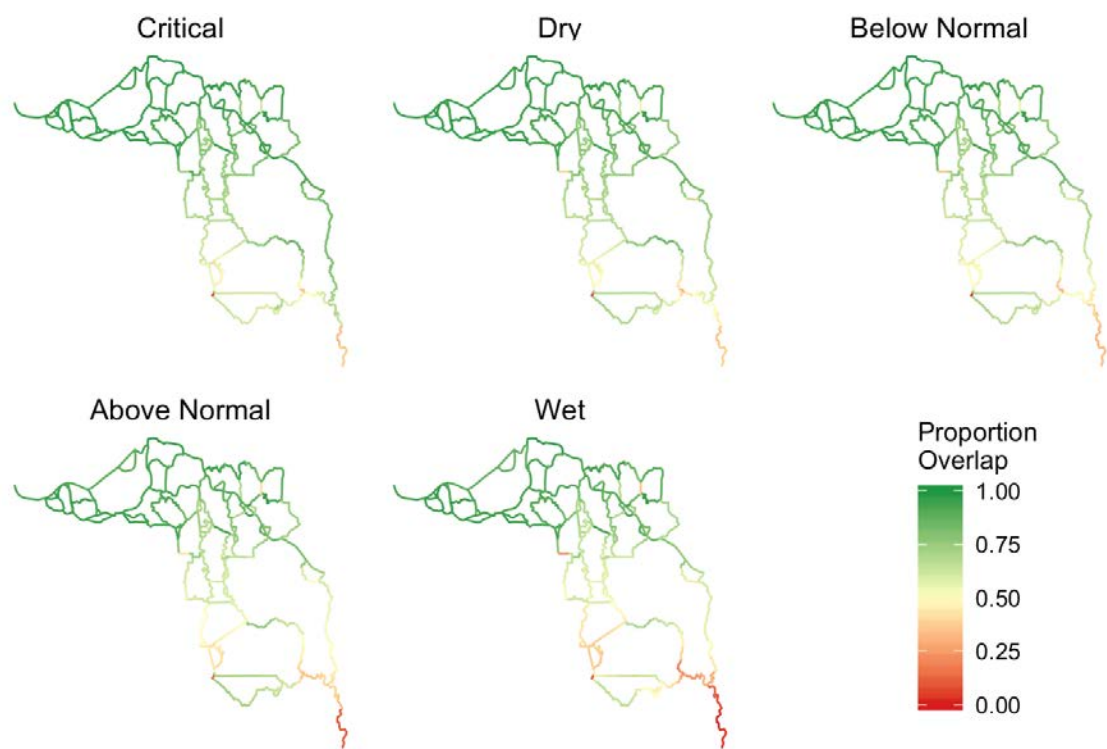 Critical
Dry
Below Normal
Above Normal
Wet
Proportion
Overlap
1.00
0.75
0.50
0.25
0.00